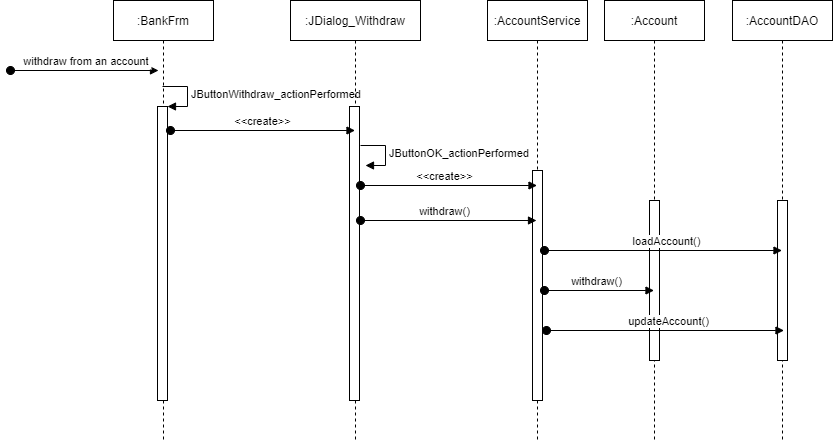 :BankFrm
:JDialog_Withdraw
:AccountService
:Account
:AccountDAO
withdraw from an account
JButtonWithdraw_actionPerformed
<<create>>
JButtonOK_actionPerformed
<<create>>
withdraw()
loadAccount()
withdraw()
updateAccount()